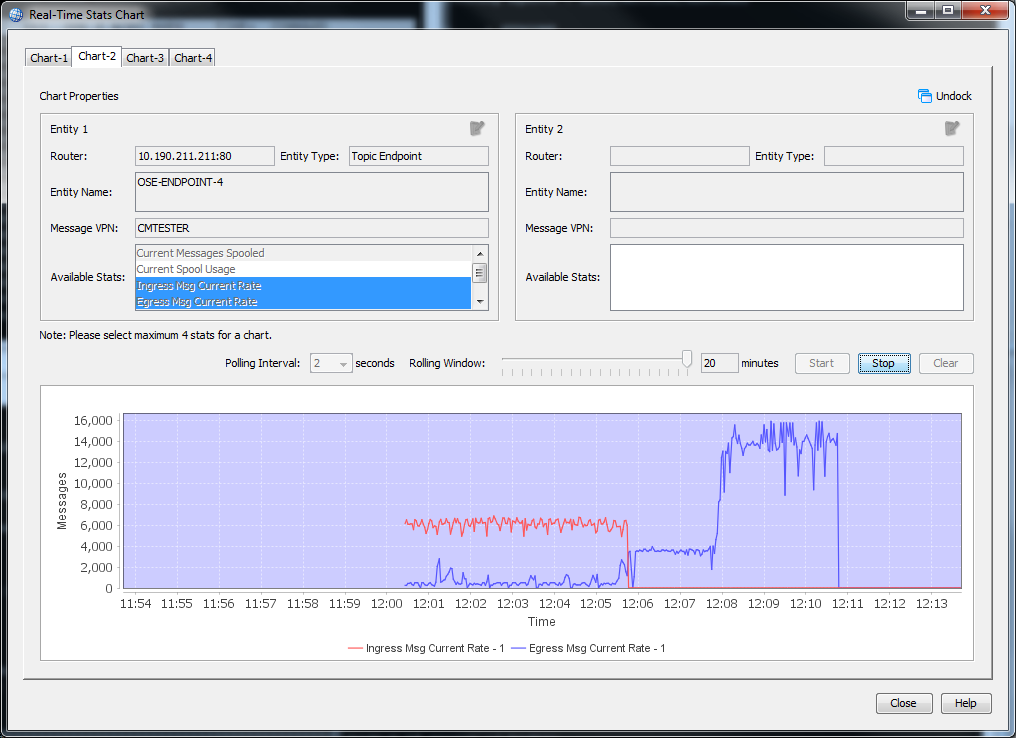 Real-Time Stats Chart
Chart-1 Chart-2 Chart-3 Chart-4
Chart Properties Undock
Entity 1 Entity 2
Router: 10.190.211.211:80 Entity Type: Topic Endpoint Router: Entity Type:
Entity Name: OSE-ENDPOINT-4 Entity Name:
Message VPN: CMTESTER Message VPN:
Current Messages Spooled
Current Spool Usage
Available Stats: Available Stats:
Ingress Msg Current Rate
Egress Msg Current Rate
Note: Please select maximum 4 stats for a chart.
Polling Interval: 2 seconds Rolling Window: 20 minutes Start Stop Clear
16,000
14,000
12,000
10,000
8,000
6,000
4,000
2,000
0
Messages
11:54 11:55 11:56 11:57 11:58 11:59 12:00 12:01 12:02 12:03 12:04 12:05 12:06 12:07 12:08 12:09 12:10 12:11 12:12 12:13
Time
Ingress Msg Current Rate - 1 Egress Msg Current Rate - 1
Close Help